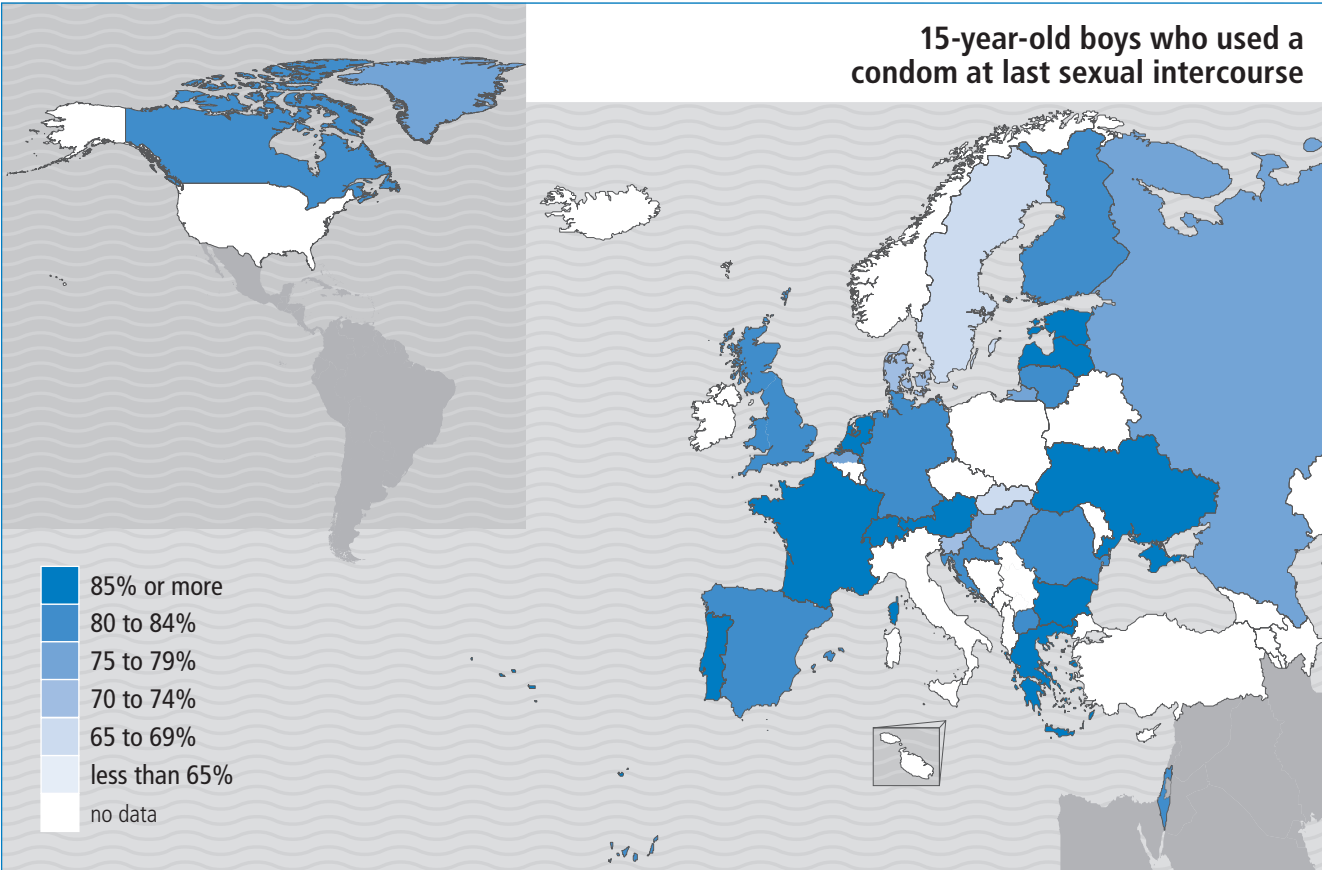 15-year-old boys who used a
condom at last sexual intercourse
85% or more
80 to 84%
75 to 79%
70 to 74%
65 to 69%
less than 65%
no data